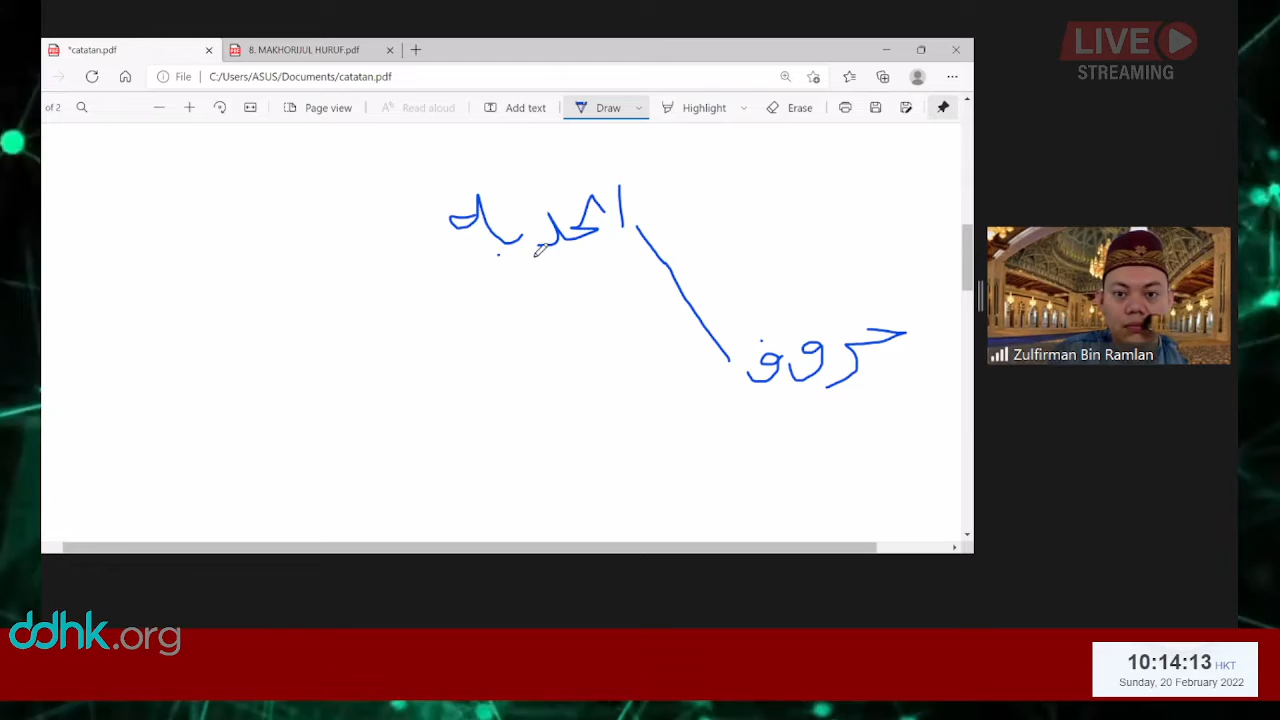 LIVE
STREAMING
*catatan.pdf
8. MAKHORIJUL HURUF.pdf
File
C:/Users/ASUS/Documents/catatan.pdf
of 2
Page view
Read aloud
Add text
Draw
Highlight
Erase
حروف
Zulfirman Bin Ramlan
ddhk.org
10:14:13 HKT
Sunday, 20 February 2022